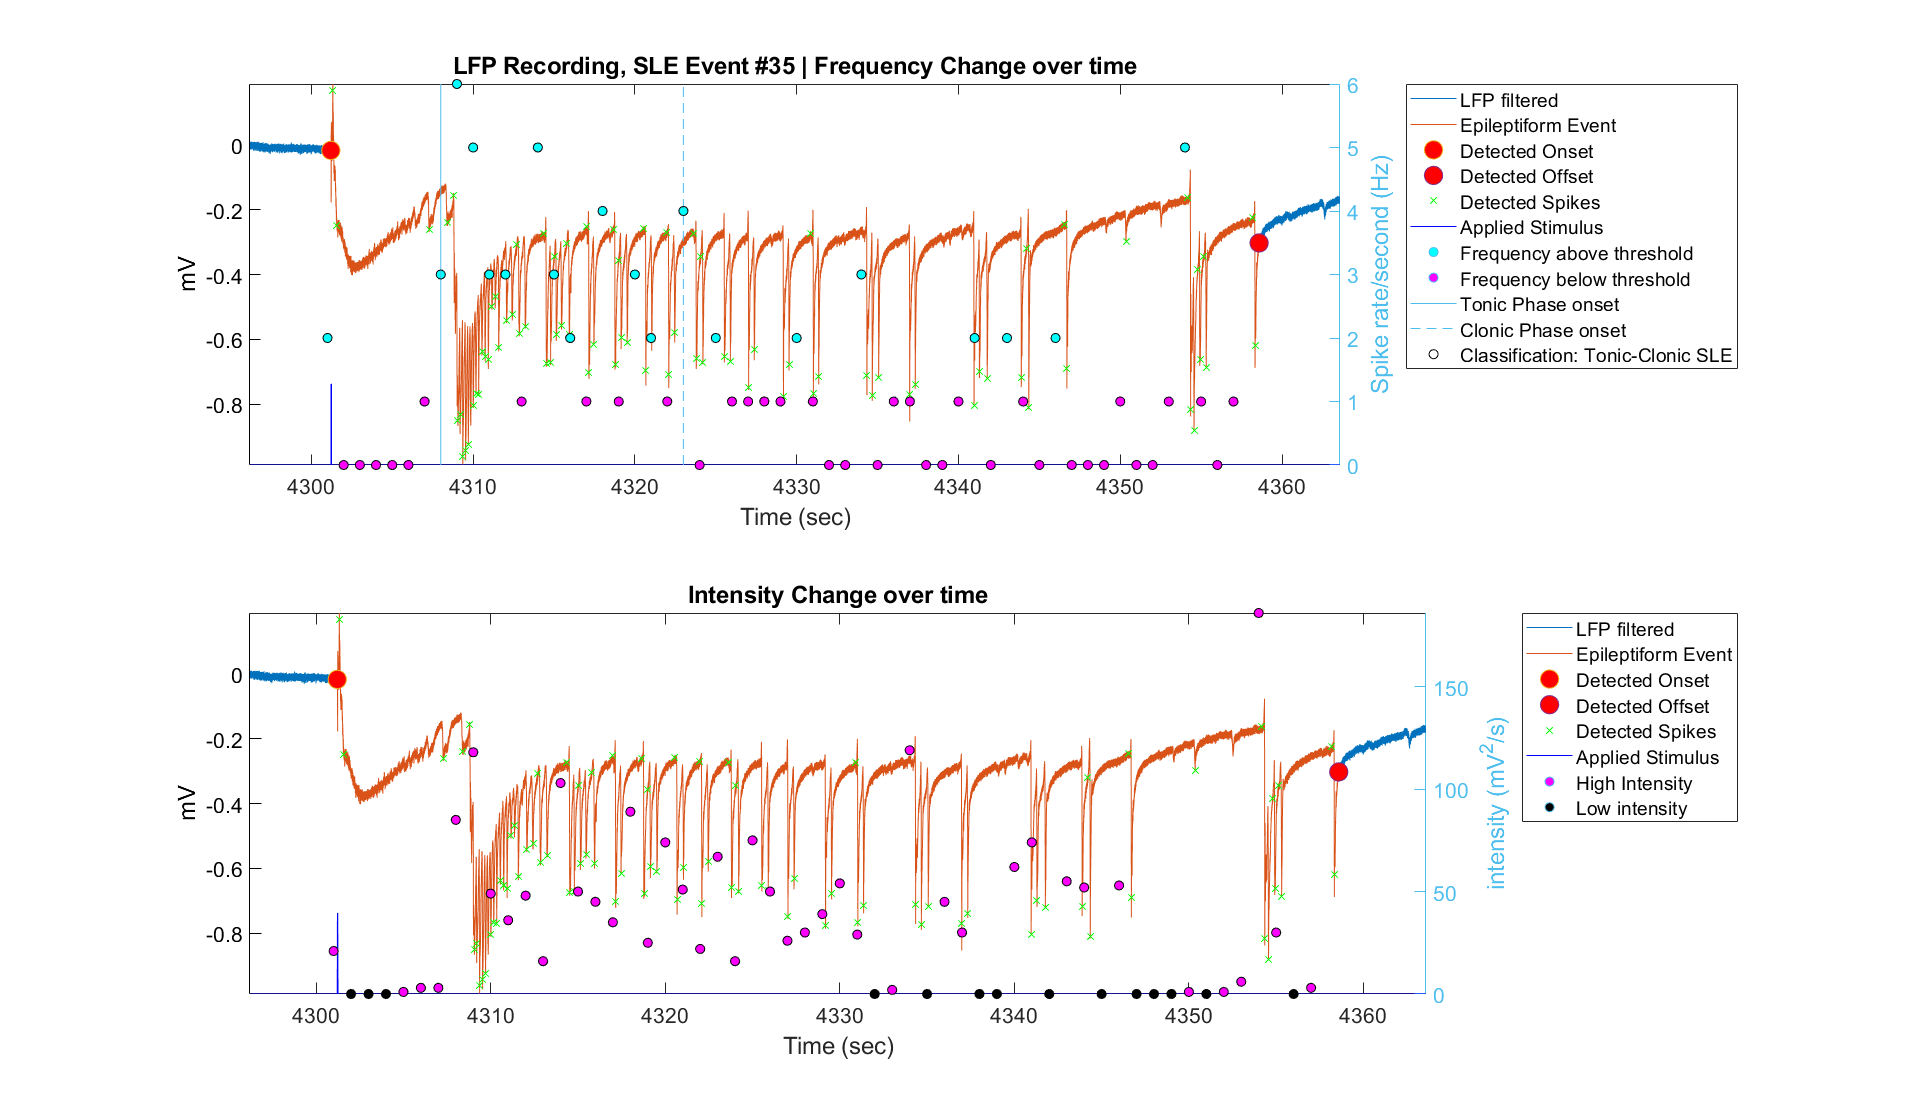 LFP Recording, SLE Event #35 | Frequency Change over time
0
-0.2
-0.4
-0.6
-0.8
mV
4300
4310
4320
4330
4340
4350
4360
Time (sec)
6
5
4
3
2
1
0
Spike rate/second (Hz)
LFP filtered
Epileptiform Event
Detected Onset
Detected Offset
Detected Spikes
Applied Stimulus
Frequency above threshold
Frequency below threshold
Tonic Phase onset
Clonic Phase onset
Classification: Tonic-Clonic SLE
Intensity Change over time
0
-0.2
-0.4
-0.6
-0.8
mV
4300
4310
4320
4330
4340
4350
4360
Time (sec)
150
100
50
0
intensity (mV²/s)
LFP filtered
Epileptiform Event
Detected Onset
Detected Offset
Detected Spikes
Applied Stimulus
High Intensity
Low intensity